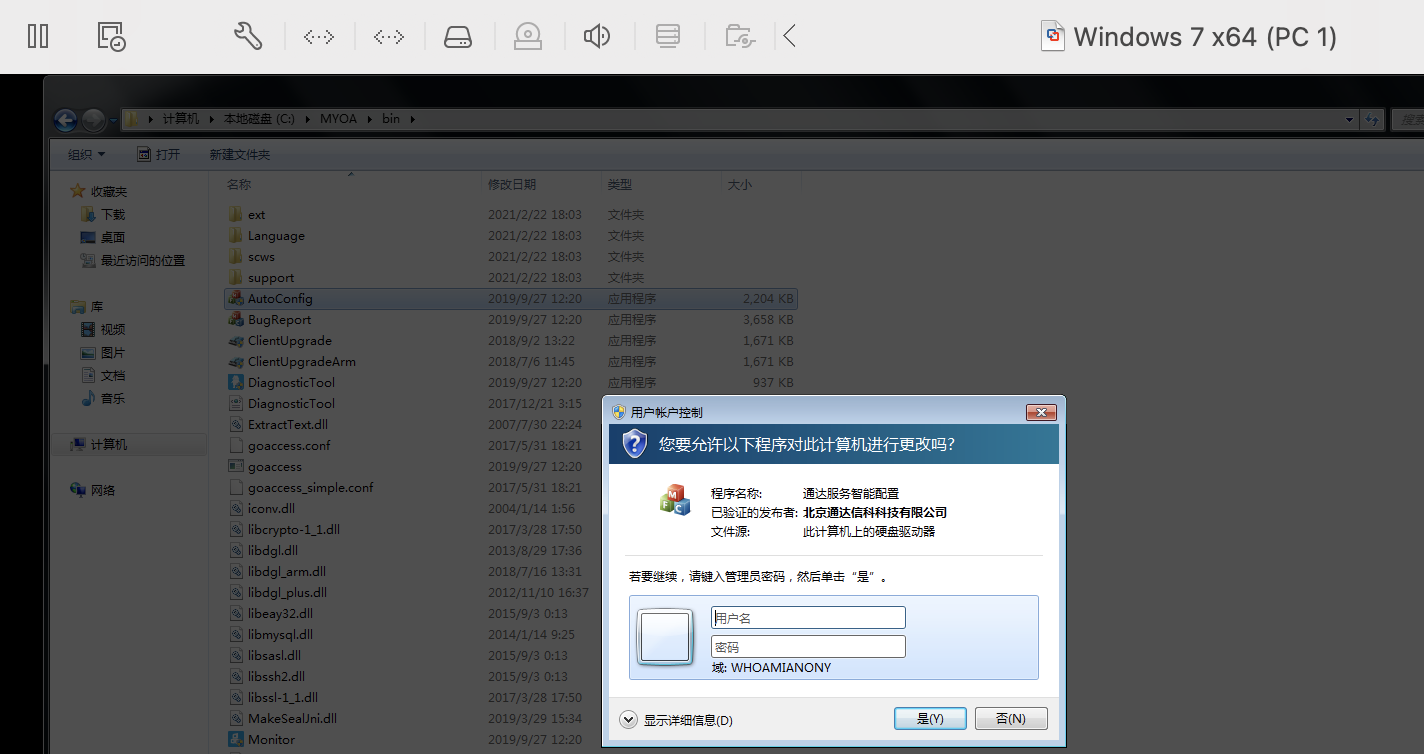 Windows 7 x64 (PC 1)
计算机 本地磁盘 (C:) MYOA bin
组织 打开 新建文件夹
名称 修改日期 类型 大小
收藏夹
下载
桌面
最近访问的位置
库
视频
图片
文档
音乐
计算机
网络
ext 2021/2/22 18:03 文件夹
Language 2021/2/22 18:03 文件夹
scws 2021/2/22 18:03 文件夹
support 2021/2/22 18:03 文件夹
AutoConfig 2019/9/27 12:20 应用程序 2,204 KB
BugReport 2019/9/27 12:20 应用程序 3,658 KB
ClientUpgrade 2018/9/2 13:22 应用程序 1,671 KB
ClientUpgradeArm 2018/7/6 11:45 应用程序 1,671 KB
DiagnosticTool 2019/9/27 12:20 应用程序 937 KB
DiagnosticTool 2017/12/21 3:15
ExtractText.dll 2007/7/30 22:24
goaccess.conf 2017/5/31 18:21
goaccess 2019/9/27 12:20
goaccess_simple.conf 2017/5/31 18:21
iconv.dll 2004/1/14 1:56
libcrypto-1_1.dll 2017/3/28 17:50
libdgl.dll 2013/8/29 17:36
libdgl_arm.dll 2018/7/16 13:31
libdgl_plus.dll 2012/11/10 16:37
libeay32.dll 2015/9/3 0:13
libmysql.dll 2014/1/14 9:25
libsasl.dll 2015/9/3 0:13
libssh2.dll 2015/9/3 0:13
libssl-1_1.dll 2017/3/28 17:50
MakeSealJni.dll 2019/3/29 15:34
Monitor 2019/9/27 12:20
用户帐户控制
您要允许以下程序对此计算机进行更改吗?
程序名称: 通达服务智能配置
已验证的发布者: 北京通达信科科技有限公司
文件源: 此计算机上的硬盘驱动器
若要继续，请键入管理员密码，然后单击“是”。
用户名
密码
域: WHOAMIANONY
显示详细信息(D) 是(Y) 否(N)